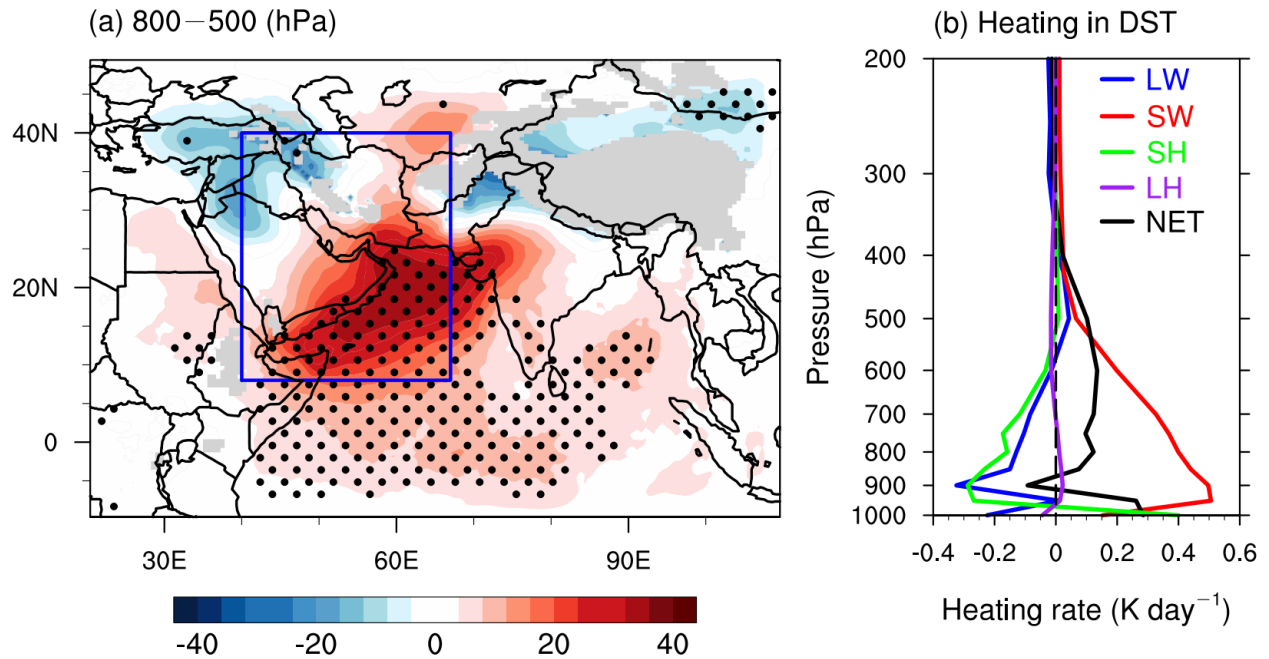 (a) 800−500 (hPa)
40N
20N
0
30E
60E
90E
-40
-20
0
20
40
(b) Heating in DST
Pressure (hPa)
200
300
400
500
600
700
800
900
1000
LW
SW
SH
LH
NET
-0.4
-0.2
0
0.2
0.4
0.6
Heating rate (K day⁻¹)